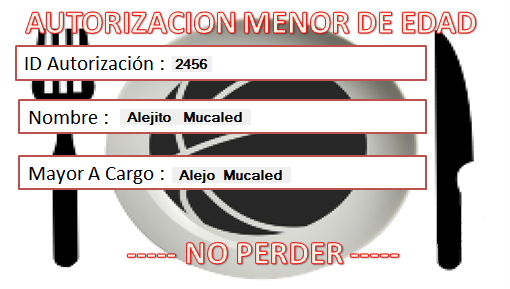 AUTORIZACION MENOR DE EDAD
ID Autorización : 2456
Nombre : Alejito Mucaled
Mayor A Cargo : Alejo Mucaled
----- NO PERDER -----